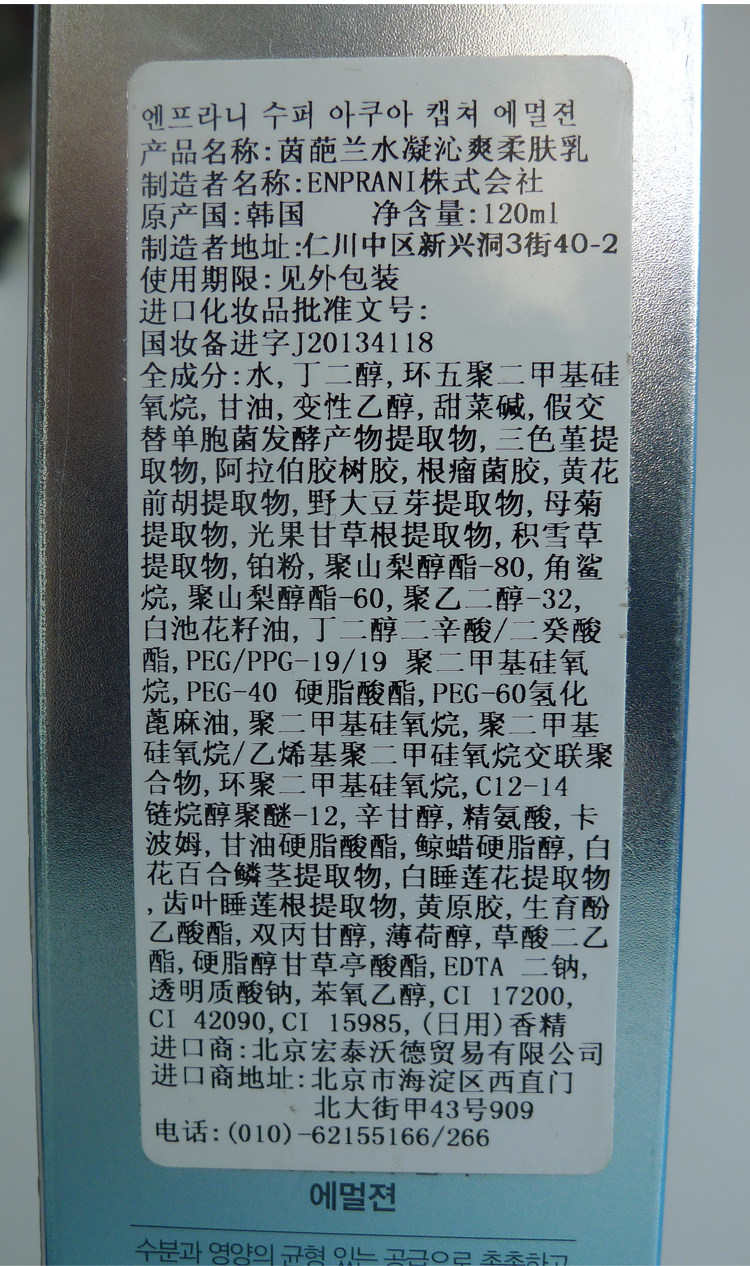 엔프라니 수퍼 아쿠아 캡쳐 에멀젼
产品名称:茵葩兰水凝沁爽柔肤乳
制造者名称:ENPRANI株式会社
原产国:韩国 净含量:120ml
制造者地址:仁川中区新兴洞3街40-2
使用期限:见外包装
进口化妆品批准文号:
国妆备进字J20134118
全成分:水,丁二醇,环五聚二甲基硅
氧烷,甘油,变性乙醇,甜菜碱,假交
替单胞菌发酵产物提取物,三色堇提
取物,阿拉伯胶树胶,根瘤菌胶,黄花
前胡提取物,野大豆芽提取物,母菊
提取物,光果甘草根提取物,积雪草
提取物,铂粉,聚山梨醇酯-80,角鲨
烷,聚山梨醇酯-60,聚乙二醇-32,
白池花籽油,丁二醇二辛酸/二癸酸
酯,PEG/PPG-19/19 聚二甲基硅氧
烷,PEG-40 硬脂酸酯,PEG-60氢化
蓖麻油,聚二甲基硅氧烷,聚二甲基
硅氧烷/乙烯基聚二甲硅氧烷交联聚
合物,环聚二甲基硅氧烷,C12-14
链烷醇聚醚-12,辛甘醇,精氨酸,卡
波姆,甘油硬脂酸酯,鲸蜡硬脂醇,白
花百合鳞茎提取物,白睡莲花提取物
,齿叶睡莲根提取物,黄原胶,生育酚
乙酸酯,双丙甘醇,薄荷醇,草酸二乙
酯,硬脂醇甘草亭酸酯,EDTA 二钠,
透明质酸钠,苯氧乙醇,CI 17200,
CI 42090,CI 15985,(日用)香精
进口商:北京宏泰沃德贸易有限公司
进口商地址:北京市海淀区西直门
北大街甲43号909
电话:(010)-62155166/266
에멀젼
수분과 영양의 균형 있는 공급으로 촉촉하고